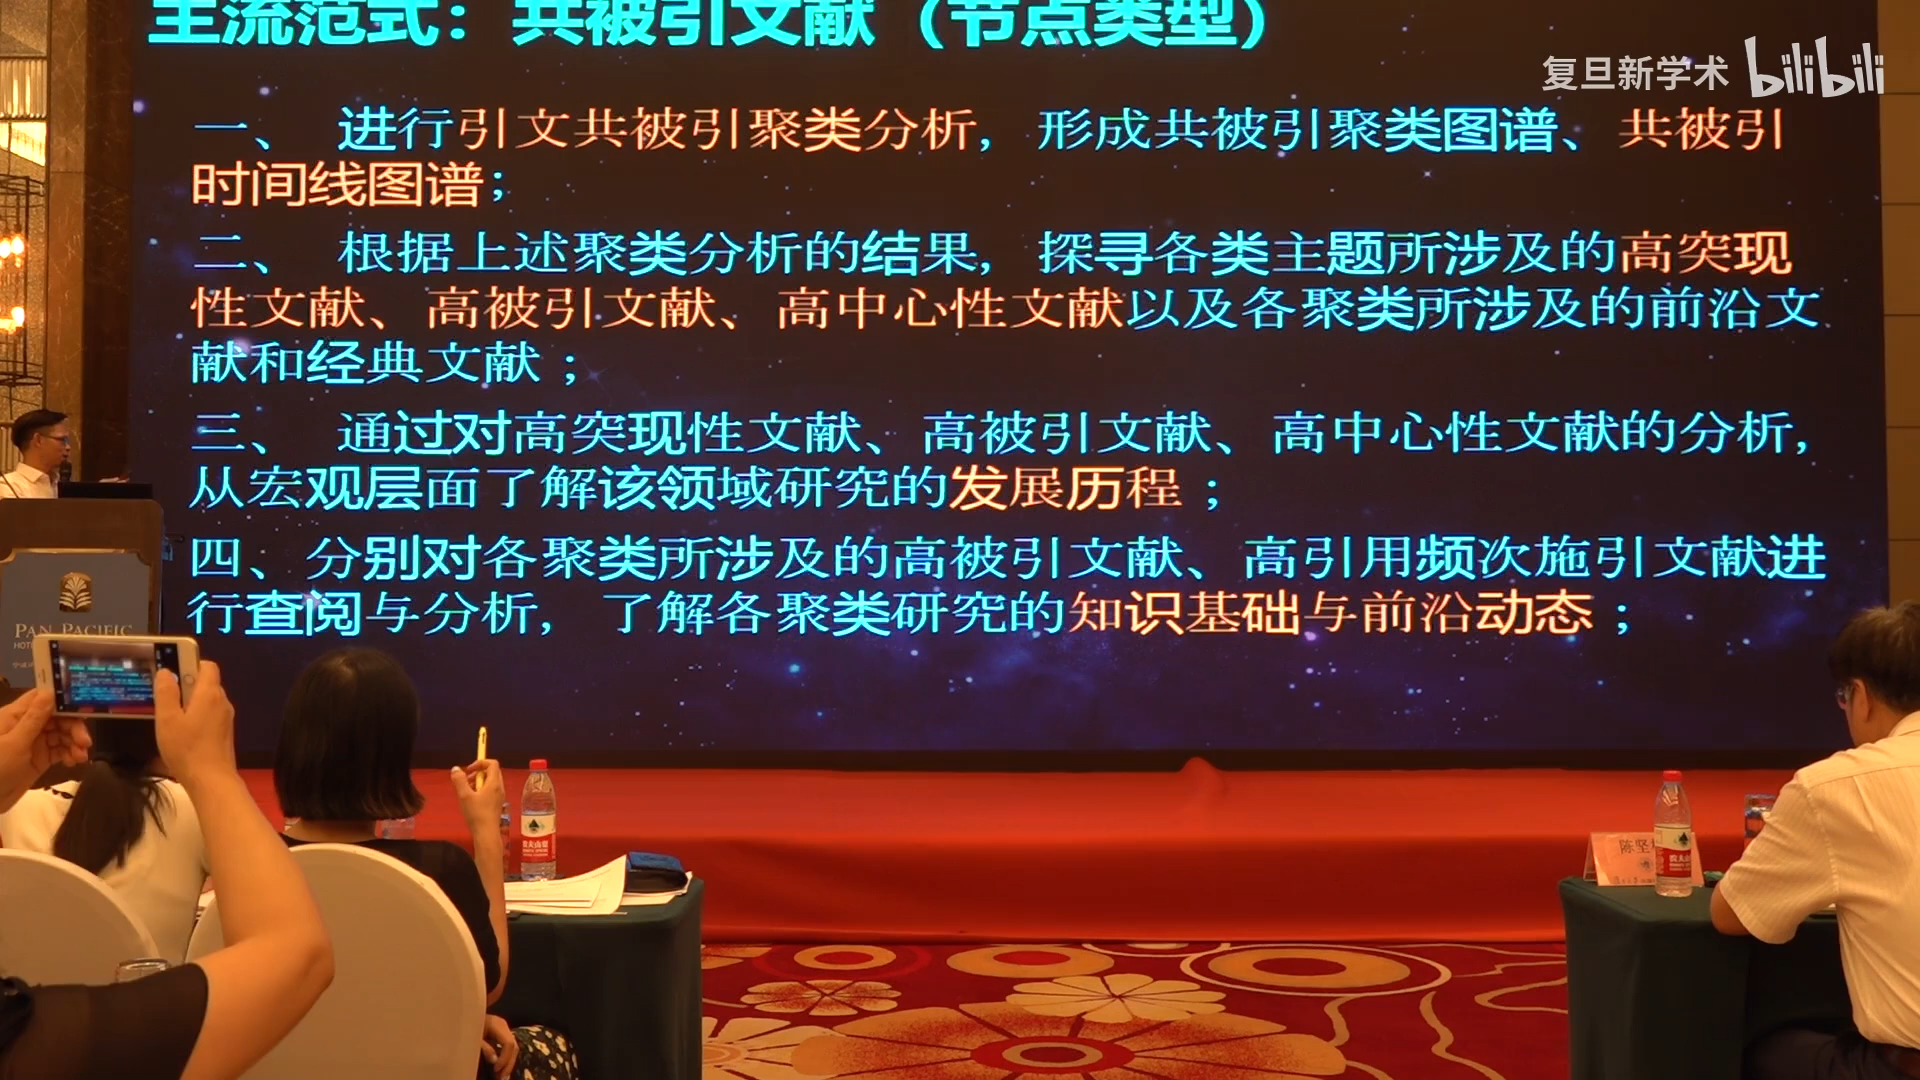 主流范式：共被引文献（节点类型）
复旦新学术 bilibili
一、 进行引文共被引聚类分析，形成共被引聚类图谱、共被引
时间线图谱；
二、 根据上述聚类分析的结果，探寻各类主题所涉及的高突现
性文献、高被引文献、高中心性文献以及各聚类所涉及的前沿文
献和经典文献；
三、 通过对高突现性文献、高被引文献、高中心性文献的分析，
从宏观层面了解该领域研究的发展历程；
四、分别对各聚类所涉及的高被引文献、高引用频次施引文献进
行查阅与分析，了解各聚类研究的知识基础与前沿动态；
PAN PACIFIC
农夫山泉
陈坚
农夫山泉